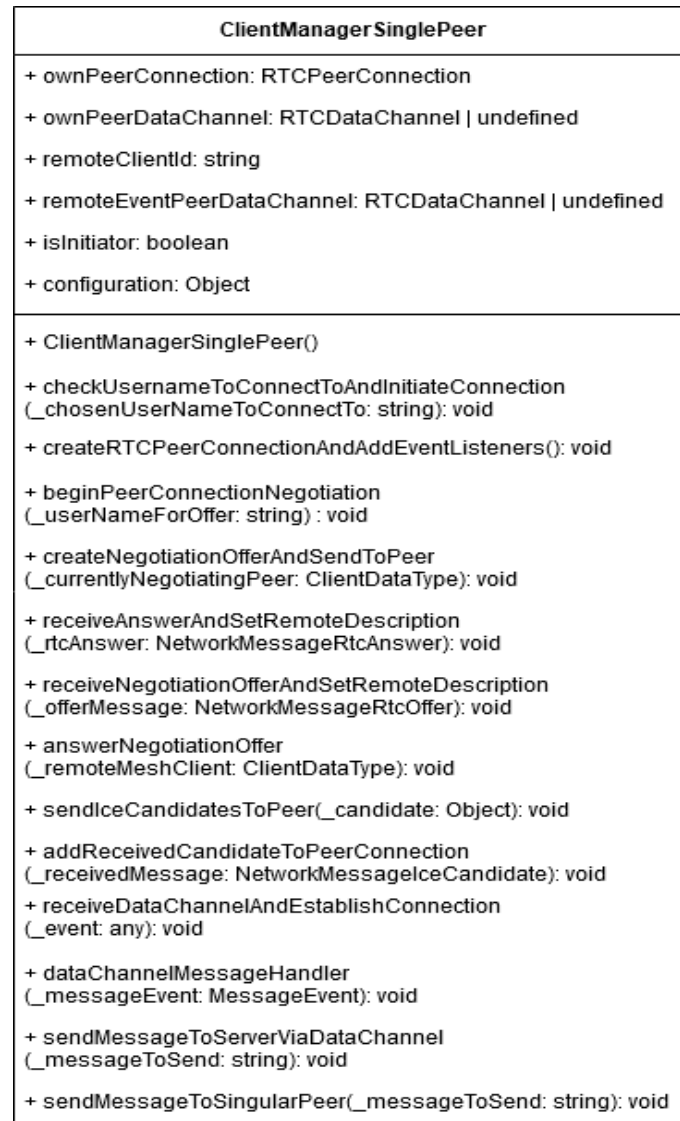 ClientManagerSinglePeer
+ ownPeerConnection: RTCPeerConnection
+ ownPeerDataChannel: RTCDataChannel | undefined
+ remoteClientId: string
+ remoteEventPeerDataChannel: RTCDataChannel | undefined
+ isInitiator: boolean
+ configuration: Object
+ ClientManagerSinglePeer()
+ checkUsernameToConnectToAndInitiateConnection
(_chosenUserNameToConnectTo: string): void
+ createRTCPeerConnectionAndAddEventListeners(): void
+ beginPeerConnectionNegotiation
(_userNameForOffer: string) : void
+ createNegotiationOfferAndSendToPeer
(_currentlyNegotiatingPeer: ClientDataType): void
+ receiveAnswerAndSetRemoteDescription
(_rtcAnswer: NetworkMessageRtcAnswer): void
+ receiveNegotiationOfferAndSetRemoteDescription
(_offerMessage: NetworkMessageRtcOffer): void
+ answerNegotiationOffer
(_remoteMeshClient: ClientDataType): void
+ sendIceCandidatesToPeer(_candidate: Object): void
+ addReceivedCandidateToPeerConnection
(_receivedMessage: NetworkMessageIceCandidate): void
+ receiveDataChannelAndEstablishConnection
(_event: any): void
+ dataChannelMessageHandler
(_messageEvent: MessageEvent): void
+ sendMessageToServerViaDataChannel
(_messageToSend: string): void
+ sendMessageToSingularPeer(_messageToSend: string): void